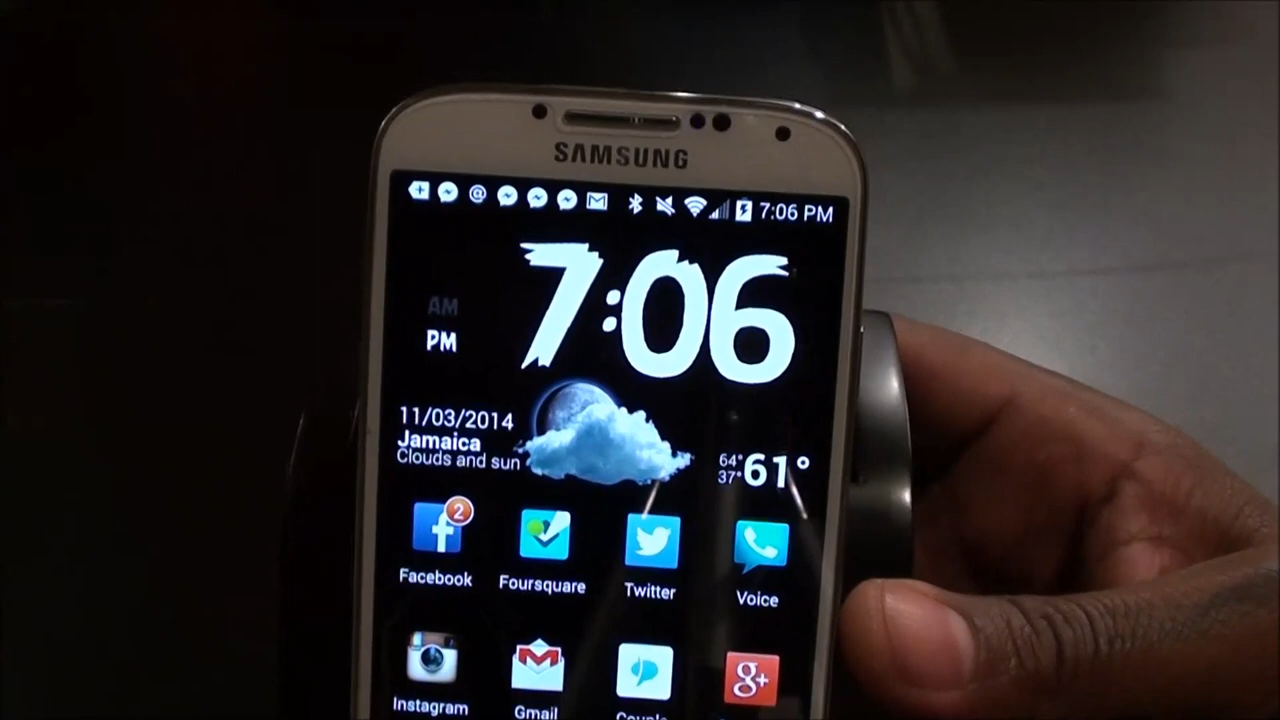 SAMSUNG
7:06 PM
7:06
AM
PM
11/03/2014
Jamaica
Clouds and sun
64°
37°
61°
2
Facebook
Foursquare
Twitter
Voice
Instagram
Gmail
g+